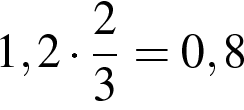 1,2 · 2/3 = 0,8